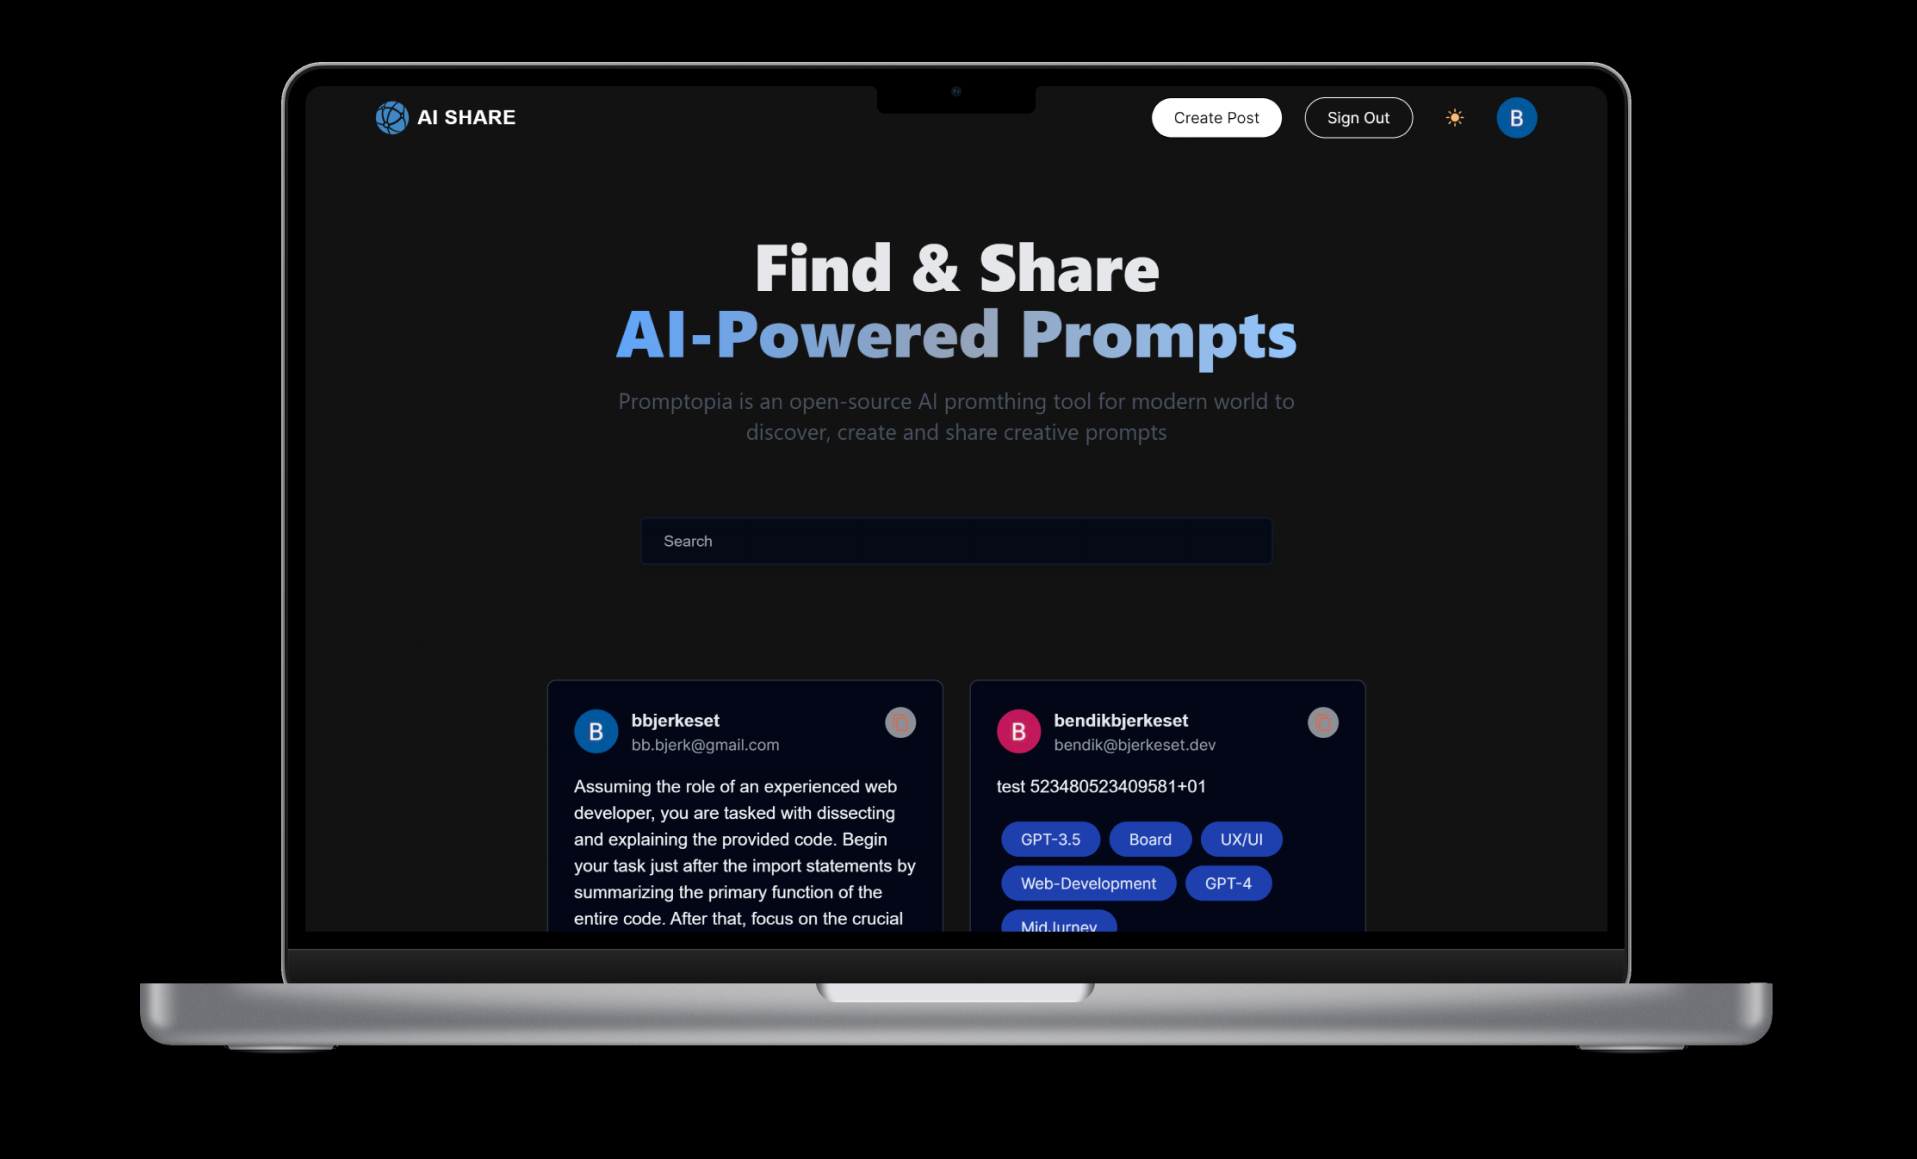 AI SHARE
Create Post
Sign Out
B
Find & Share
AI-Powered Prompts
Promptopia is an open-source AI promthing tool for modern world to
discover, create and share creative prompts
Search
B
bbjerkeset
bb.bjerk@gmail.com
Assuming the role of an experienced web
developer, you are tasked with dissecting
and explaining the provided code. Begin
your task just after the import statements by
summarizing the primary function of the
entire code. After that, focus on the crucial
B
bendikbjerkeset
bendik@bjerkeset.dev
test 523480523409581+01
GPT-3.5 Board UX/UI
Web-Development GPT-4
MidJurney